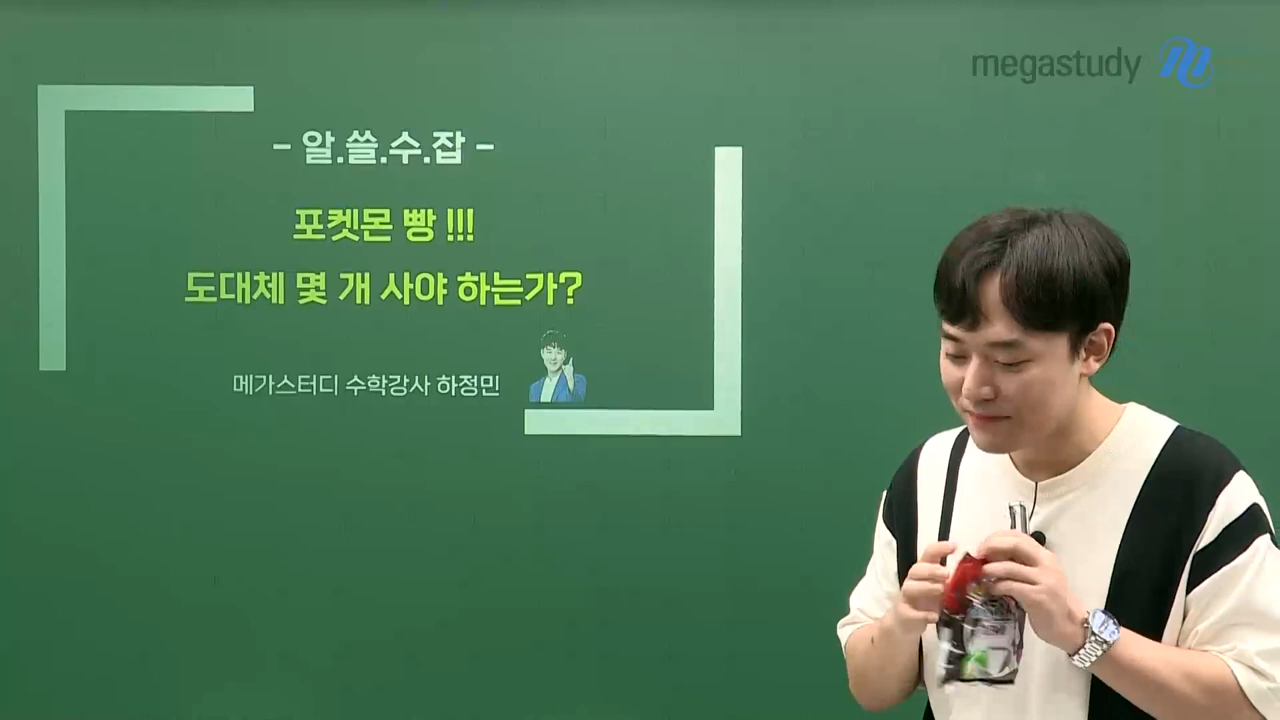 megastudy
- 알.쓸.수.잡 -
포켓몬 빵 !!!
도대체 몇 개 사야 하는가?
메가스터디 수학강사 하정민